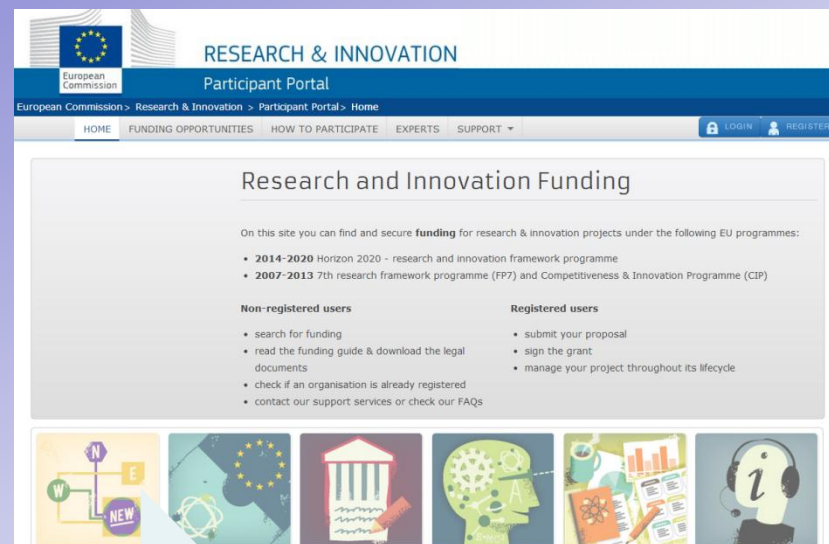 RESEARCH & INNOVATION
European
Commission
Participant Portal
European Commission > Research & Innovation > Participant Portal > Home
HOME FUNDING OPPORTUNITIES HOW TO PARTICIPATE EXPERTS SUPPORT LOGIN REGISTER
Research and Innovation Funding
On this site you can find and secure funding for research & innovation projects under the following EU programmes:
• 2014-2020 Horizon 2020 - research and innovation framework programme
• 2007-2013 7th research framework programme (FP7) and Competitiveness & Innovation Programme (CIP)
Non-registered users
• search for funding
• read the funding guide & download the legal
documents
• check if an organisation is already registered
• contact our support services or check our FAQs
Registered users
• submit your proposal
• sign the grant
• manage your project throughout its lifecycle
N
E
W
NEW
A
i